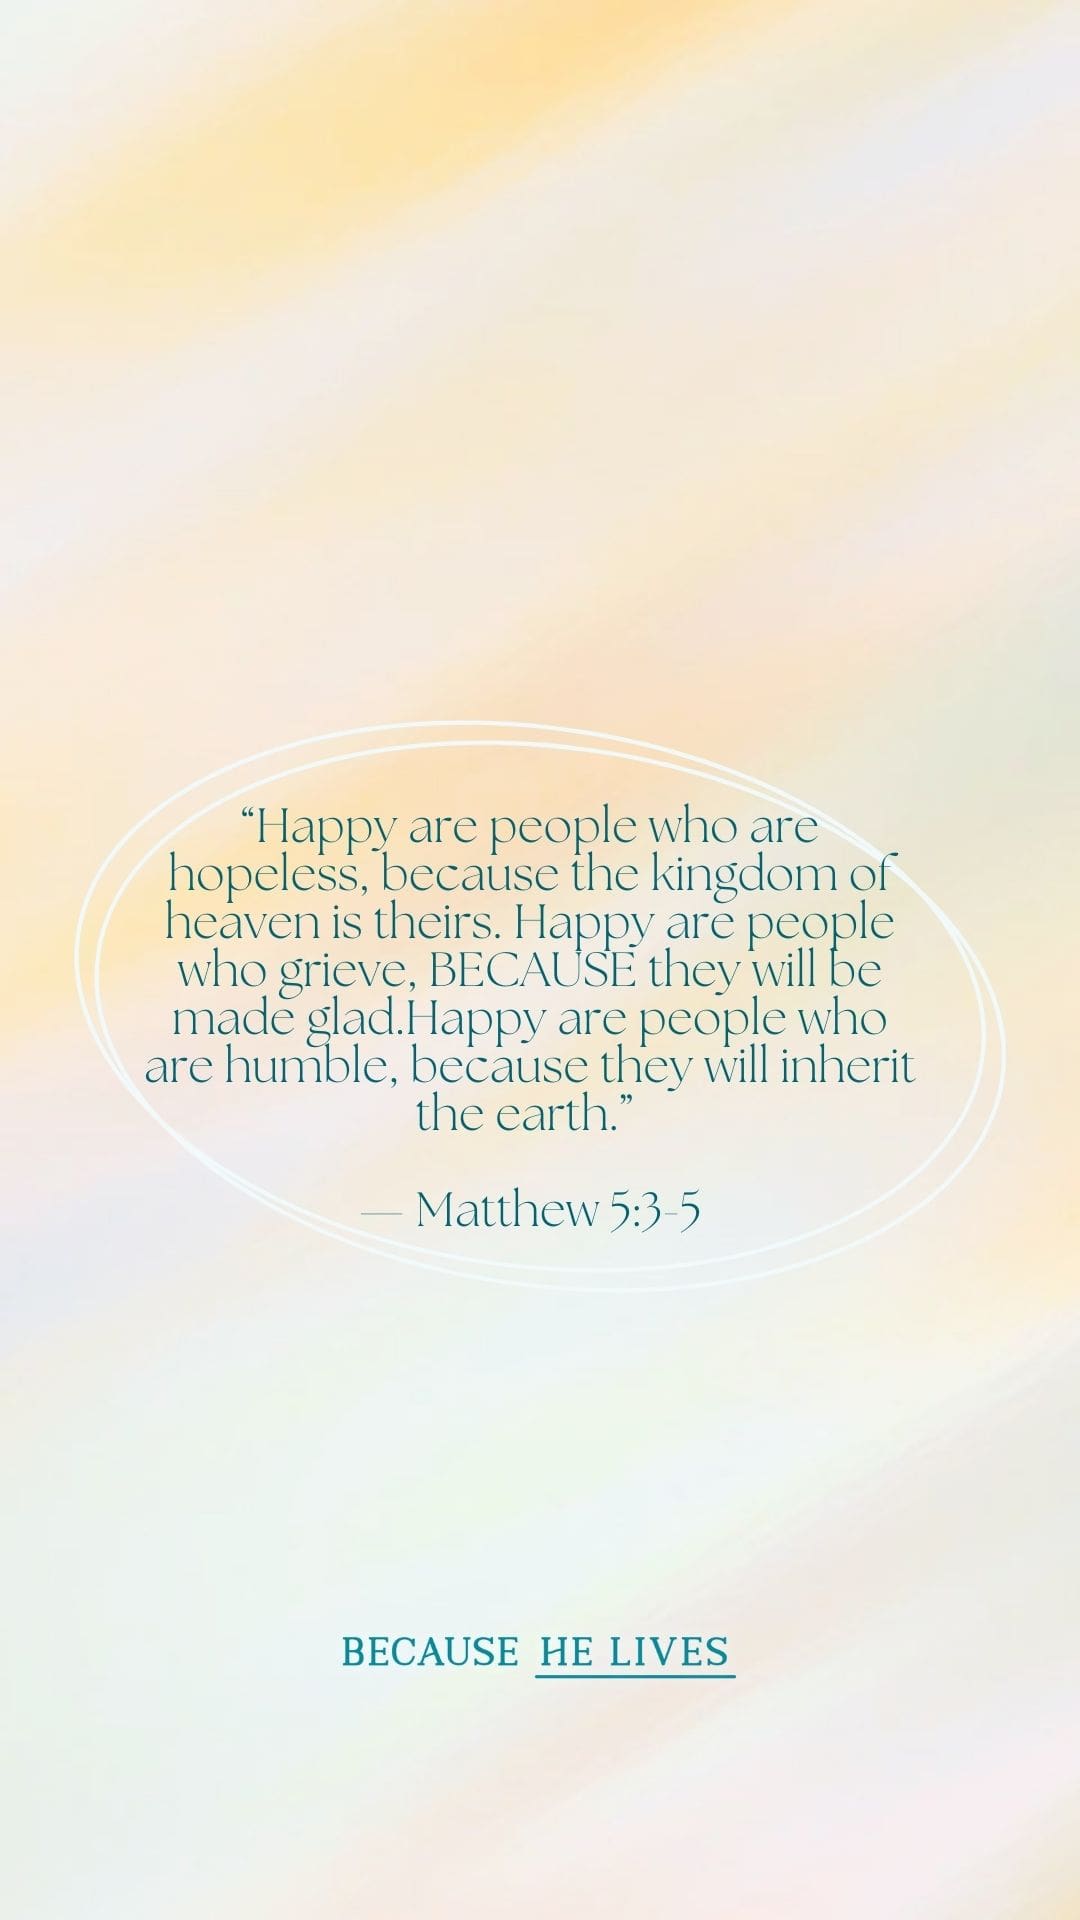 “Happy are people who are
hopeless, because the kingdom of
heaven is theirs. Happy are people
who grieve, BECAUSE they will be
made glad.Happy are people who
are humble, because they will inherit
the earth.”
— Matthew 5:3-5
BECAUSE HE LIVES